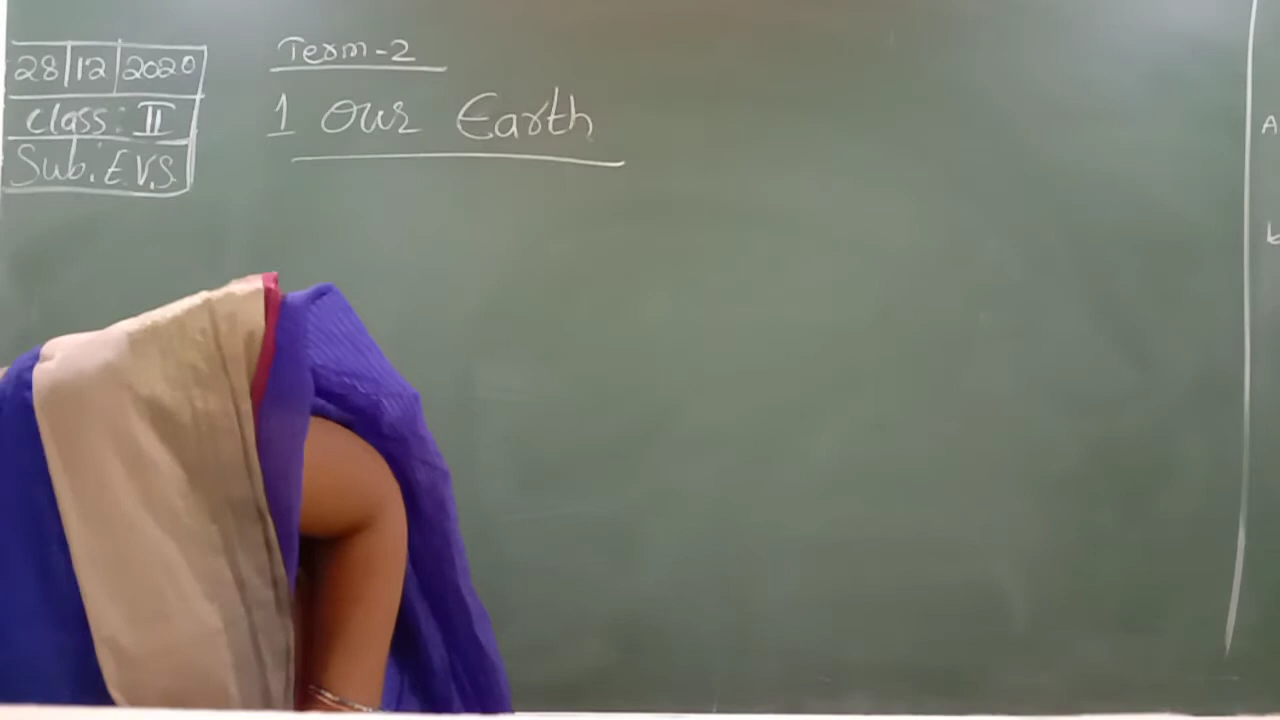 28|12|2020
Class: II
Sub: E.V.S.
Term-2
1 Our Earth
A